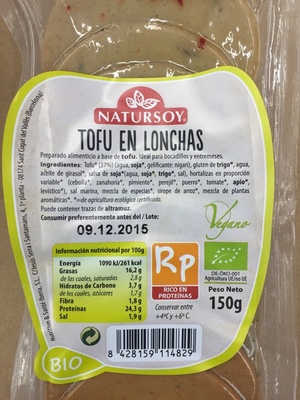 NATURSOY
TOFU EN LONCHAS
Preparado alimenticio a base de tofu. Ideal para bocadillos y entremeses.
Ingredientes: Tofu* (37%) (agua, soja*, gelificante: nigari), gluten de trigo*, agua,
aceite de girasol*, salsa de soja*(agua, soja*, trigo*, sal), hortalizas en proporción
variable* (cebolla*, zanahoria*, pimiento*, perejil*, puerro*, tomate*, apio*,
levístico*), sal marina, mezcla de especias* sirope de arroz*, mezcla de plantas
aromáticas*. *=de agricultura ecológica certificada.
Puede contener trazas de altramuz.
Consumir preferentemente antes del / Lote:
09.12.2015
Información nutricional por 100g
Energía 1090 kJ/261 kcal
Grasas 16,2 g
de las cuales, saturadas 2,8 g
Hidratos de Carbono 3,7 g
de los cuales, azúcares 1,7 g
Fibra 1,8 g
Proteínas 24,3 g
Sal 1,9 g
Rp
RICO EN
PROTEÍNAS
Conservar entre
+4ºC y +6ºC
Vegano
DE-ÖKO-001
Agricultura UE/no UE
Peso Neto
150g
BIO
8 428159 114829
08174 Sant Cugat del Vallès (Barcelona)